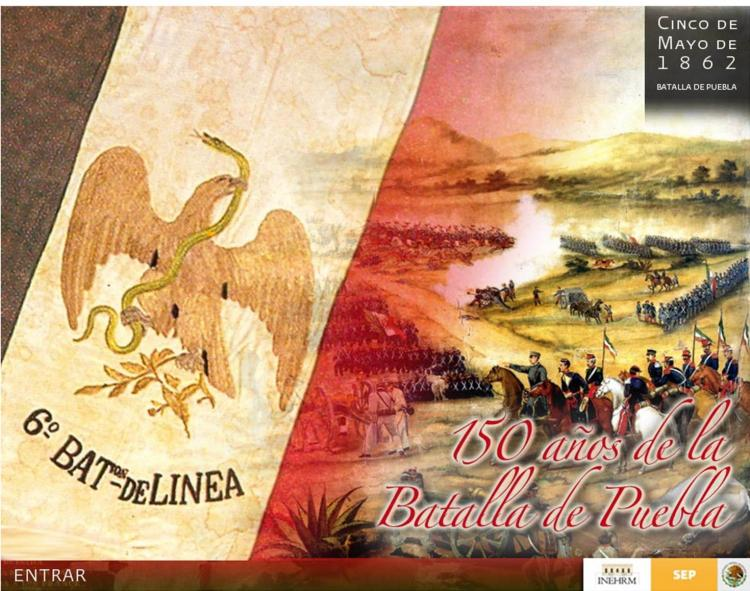 CINCO DE
MAYO DE
1862
BATALLA DE PUEBLA
6º BATºⁿ DE LINEA
150 años de la
Batalla de Puebla
ENTRAR
INEHRM
SEP